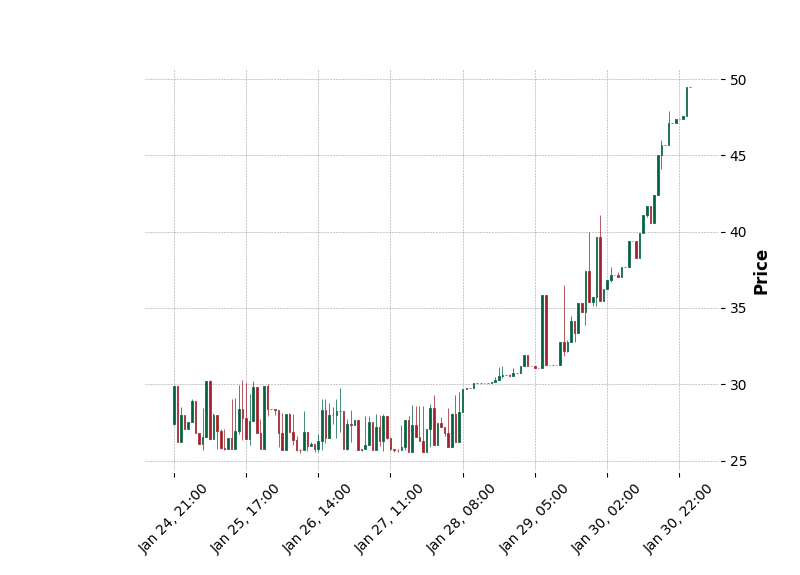 50
45
40
35
30
25
Price
Jan 24, 21:00
Jan 25, 17:00
Jan 26, 14:00
Jan 27, 11:00
Jan 28, 08:00
Jan 29, 05:00
Jan 30, 02:00
Jan 30, 22:00